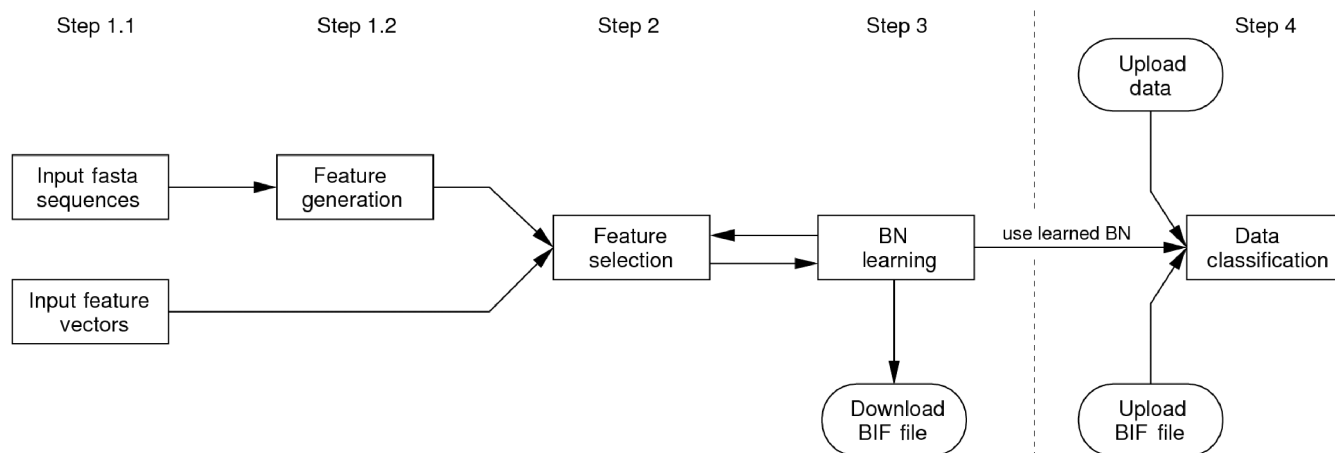 Step 1.1
Step 1.2
Step 2
Step 3
Step 4
Upload
data
Input fasta
sequences
Feature
generation
Feature
selection
BN
learning
use learned BN
Data
classification
Input feature
vectors
Download
BIF file
Upload
BIF file